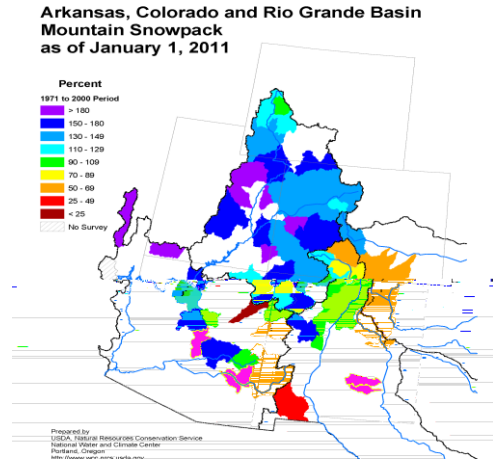 Arkansas, Colorado and Rio Grande Basin
Mountain Snowpack
as of January 1, 2011
Percent
1971 to 2000 Period
> 180
150 - 180
130 - 149
110 - 129
90 - 109
70 - 89
50 - 69
25 - 49
< 25
No Survey
Prepared by
USDA, Natural Resources Conservation Service
National Water and Climate Center
Portland, Oregon